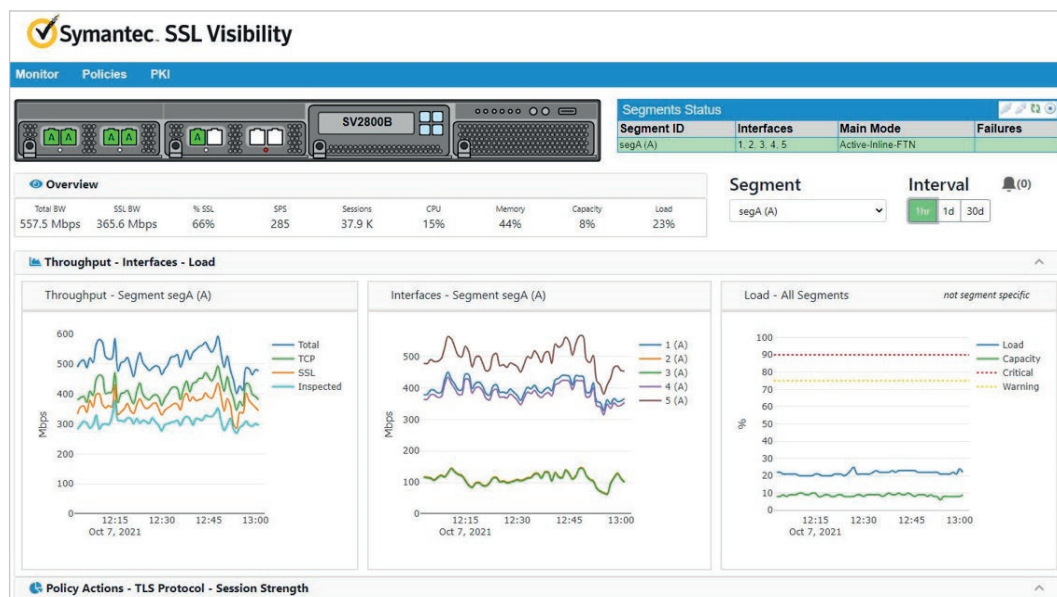 Symantec. SSL Visibility
Monitor Policies PKI
A A A A A
SV2800B
Segments Status
Segment ID Interfaces Main Mode Failures
segA (A) 1, 2, 3, 4, 5 Active-Inline-FTN
Overview
Total BW SSL BW % SSL SPS Sessions CPU Memory Capacity Load
557.5 Mbps 365.6 Mbps 66% 285 37.9 K 15% 44% 8% 23%
Segment Interval (0)
segA (A) 1hr 1d 30d
Throughput - Interfaces - Load
Throughput - Segment segA (A)
600
500
400
300
200
100
0
Mbps
12:15 12:30 12:45 13:00
Oct 7, 2021
Total
TCP
SSL
Inspected
Interfaces - Segment segA (A)
500
400
300
200
100
0
Mbps
12:15 12:30 12:45 13:00
Oct 7, 2021
1 (A)
2 (A)
3 (A)
4 (A)
5 (A)
Load - All Segments not segment specific
100
90
80
70
60
50
40
30
20
10
0
%
12:15 12:30 12:45 13:00
Oct 7, 2021
Load
Capacity
Critical
Warning
Policy Actions - TLS Protocol - Session Strength